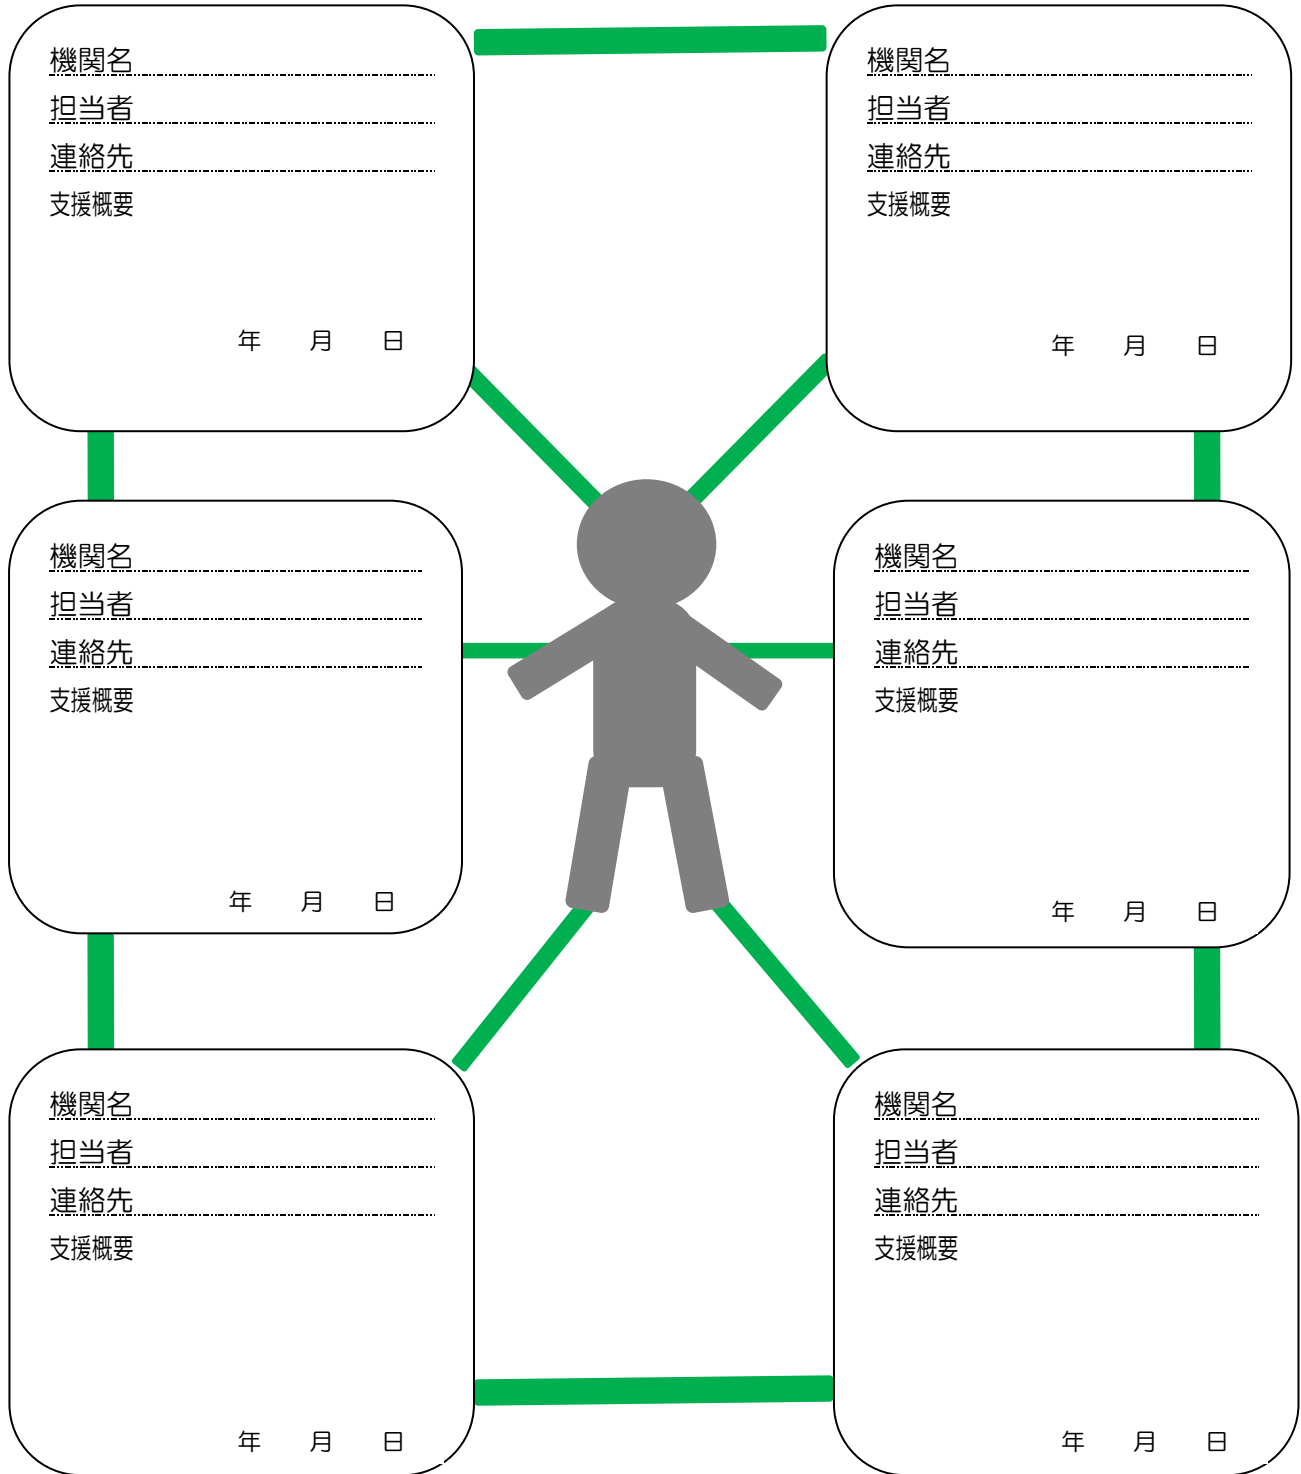 機関名
担当者
連絡先
支援概要
年 月 日
機関名
担当者
連絡先
支援概要
年 月 日
機関名
担当者
連絡先
支援概要
年 月 日
機関名
担当者
連絡先
支援概要
年 月 日
機関名
担当者
連絡先
支援概要
年 月 日
機関名
担当者
連絡先
支援概要
年 月 日